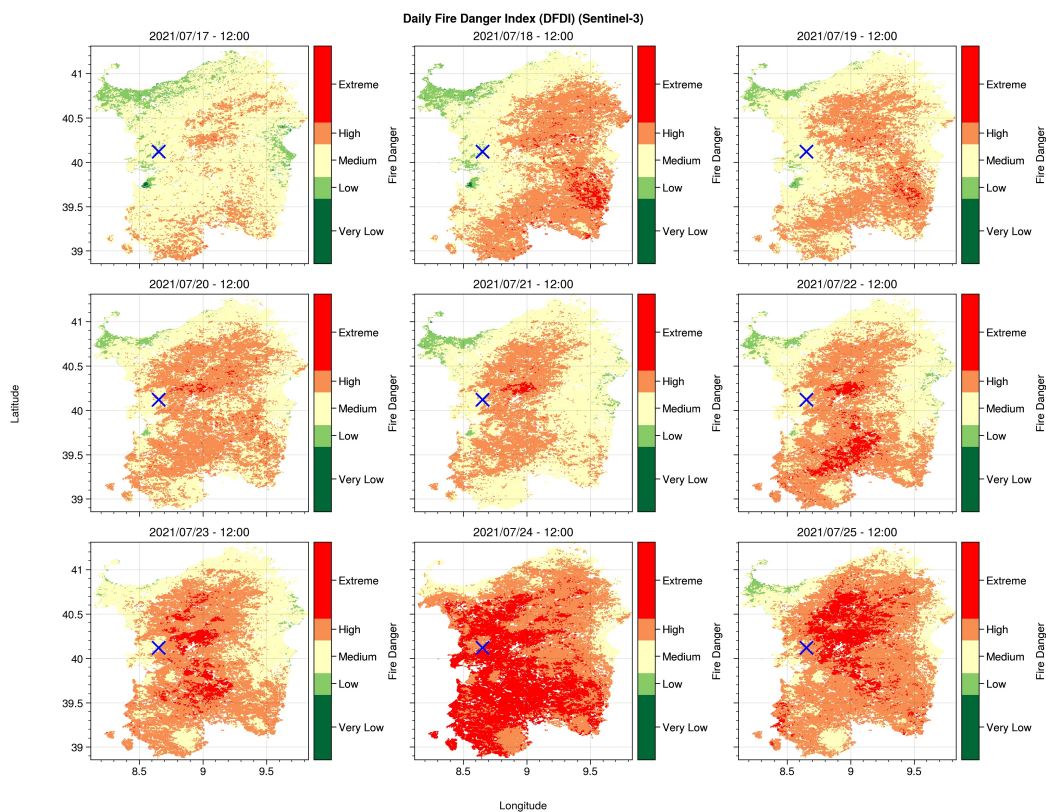 Daily Fire Danger Index (DFDI) (Sentinel-3)
2021/07/17 - 12:00
2021/07/18 - 12:00
2021/07/19 - 12:00
41
40.5
40
39.5
39
Extreme
High
Medium
Low
Very Low
Fire Danger
Extreme
High
Medium
Low
Very Low
Fire Danger
Extreme
High
Medium
Low
Very Low
Fire Danger
2021/07/20 - 12:00
2021/07/21 - 12:00
2021/07/22 - 12:00
Latitude
41
40.5
40
39.5
39
Extreme
High
Medium
Low
Very Low
Fire Danger
Extreme
High
Medium
Low
Very Low
Fire Danger
Extreme
High
Medium
Low
Very Low
Fire Danger
2021/07/23 - 12:00
2021/07/24 - 12:00
2021/07/25 - 12:00
41
40.5
40
39.5
39
Extreme
High
Medium
Low
Very Low
Fire Danger
Extreme
High
Medium
Low
Very Low
Fire Danger
Extreme
High
Medium
Low
Very Low
Fire Danger
8.5 9 9.5
8.5 9 9.5
8.5 9 9.5
Longitude